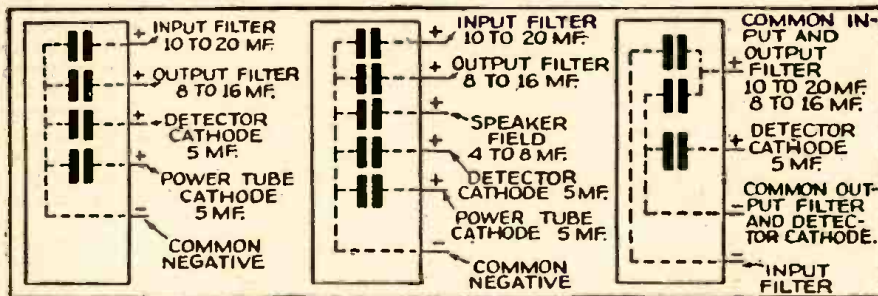 + INPUT FILTER
10 TO 20 MF.
+ OUTPUT FILTER
8 TO 16 MF.
+ DETECTOR
CATHODE
5 MF.
+ POWER TUBE
CATHODE
5 MF.
− COMMON
NEGATIVE
+ INPUT FILTER
10 TO 20 MF.
+ OUTPUT FILTER
8 TO 16 MF.
+ SPEAKER
FIELD
4 TO 8 MF.
+ DETECTOR
CATHODE 5 MF.
+ POWER TUBE
CATHODE 5 MF.
− COMMON
NEGATIVE
COMMON IN-
PUT AND
OUTPUT
+ FILTER
10 TO 20 MF.
8 TO 16 MF.
+ DETECTOR
CATHODE
5 MF.
COMMON OUT-
− PUT FILTER
AND DETEC-
TOR CATHODE.
− INPUT
FILTER